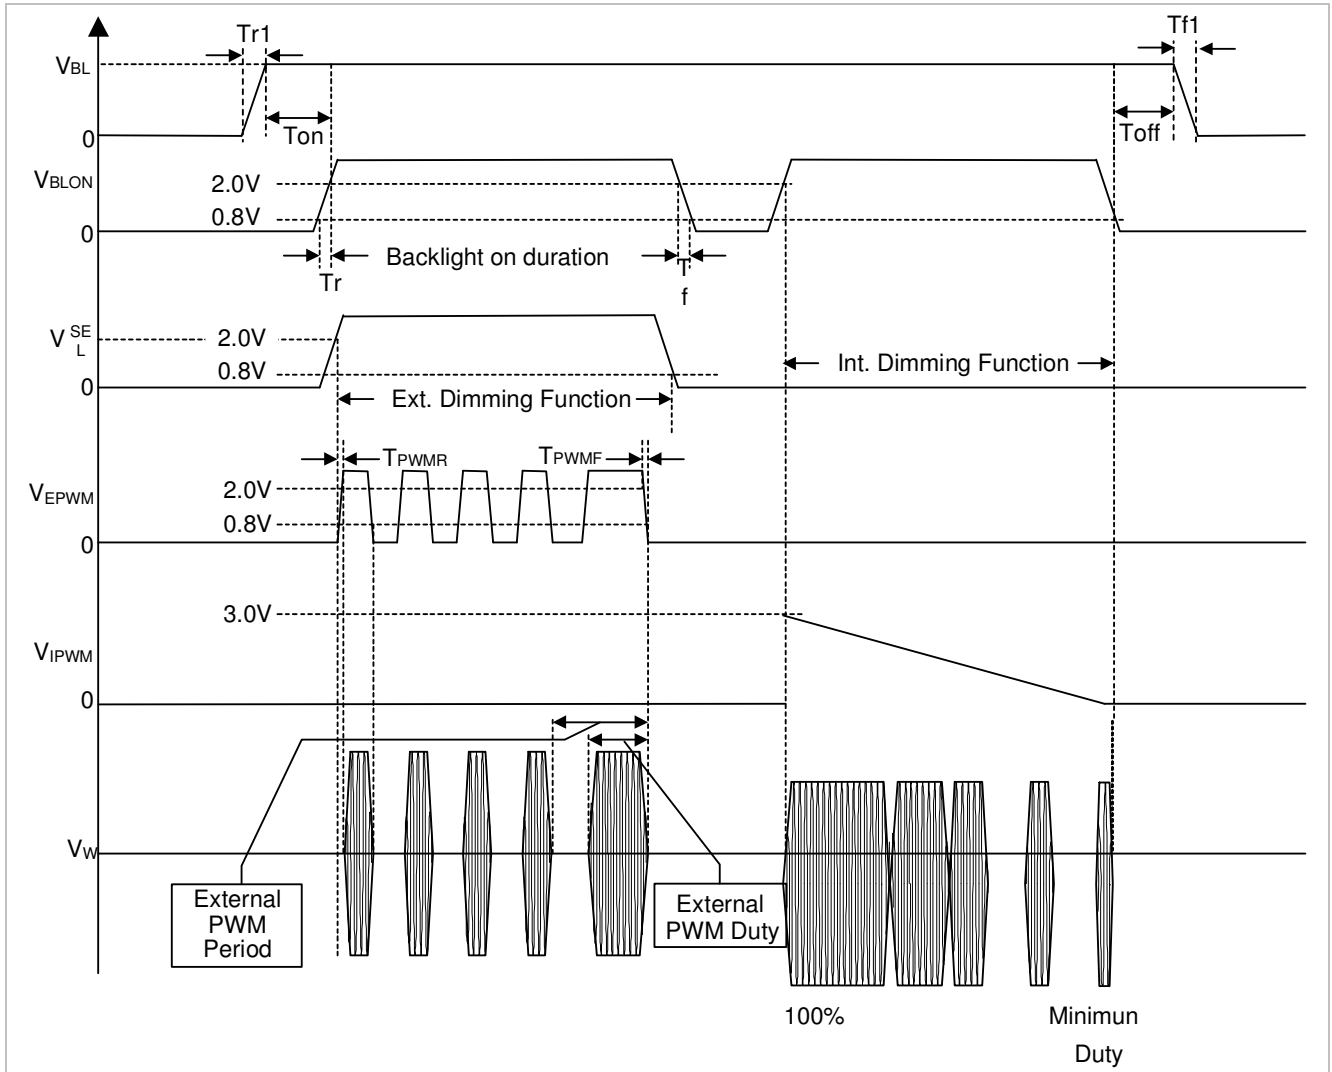 Tr1
Tf1
VBL
0
Ton
Toff
VBLON
2.0V
0.8V
0
Backlight on duration
Tr
T
f
V SE
L
2.0V
0.8V
0
Int. Dimming Function
Ext. Dimming Function
TPWMR
TPWMF
VEPWM
2.0V
0.8V
0
3.0V
VIPWM
0
VW
External
PWM
Period
External
PWM Duty
100%
Minimun
Duty